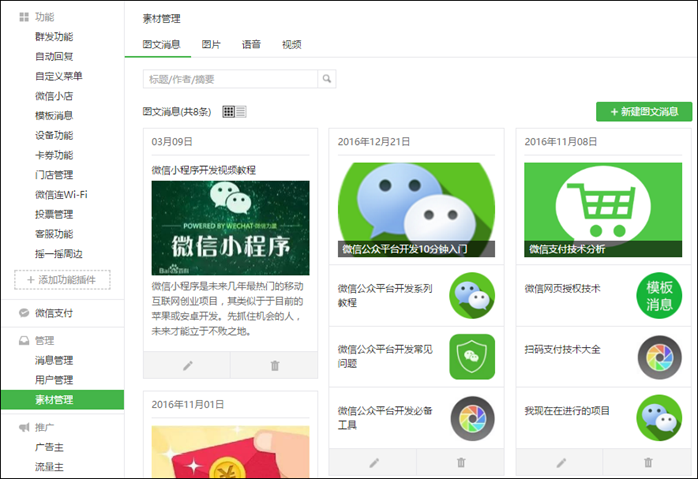 功能
群发功能
自动回复
自定义菜单
微信小店
模板消息
设备功能
卡券功能
门店管理
微信连Wi-Fi
投票管理
客服功能
摇一摇周边
+ 添加功能插件
微信支付
管理
消息管理
用户管理
素材管理
推广
广告主
流量主
素材管理
图文消息 图片 语音 视频
标题/作者/摘要
图文消息(共8条)
+ 新建图文消息
03月09日
微信小程序开发视频教程
POWERED BY WECHAT·微信力量
微信小程序
Bai百科
微信小程序是未来几年最热门的移动
互联网创业项目，其类似于于目前的
苹果或安卓开发。先抓住机会的人，
未来才能立于不败之地。
2016年11月01日
2016年12月21日
微信公众平台开发10分钟入门
微信公众平台开发系列
教程
微信公众平台开发常见
问题
微信公众平台开发必备
工具
2016年11月08日
微信支付技术分析
微信网页授权技术
模板
消息
扫码支付技术大全
我现在在进行的项目